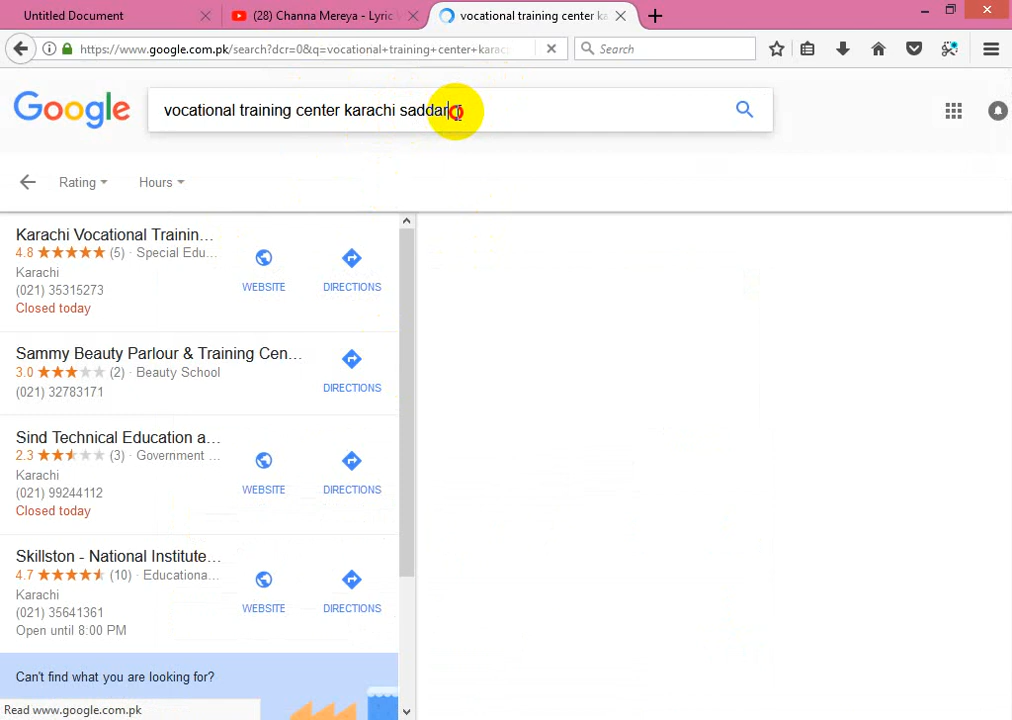 Untitled Document
(28) Channa Mereya - Lyric
vocational training center ka
https://www.google.com.pk/search?dcr=0&q=vocational+training+center+karac
Search
Google
vocational training center karachi saddar
Rating
Hours
Karachi Vocational Trainin...
4.8 ★★★★★ (5) · Special Edu...
Karachi
(021) 35315273
Closed today
WEBSITE
DIRECTIONS
Sammy Beauty Parlour & Training Cen...
3.0 ★★★★★ (2) · Beauty School
(021) 32783171
DIRECTIONS
Sind Technical Education a...
2.3 ★★★★★ (3) · Government ...
Karachi
(021) 99244112
Closed today
WEBSITE
DIRECTIONS
Skillston - National Institute...
4.7 ★★★★★ (10) · Educationa...
Karachi
(021) 35641361
Open until 8:00 PM
WEBSITE
DIRECTIONS
Can't find what you are looking for?
Read www.google.com.pk